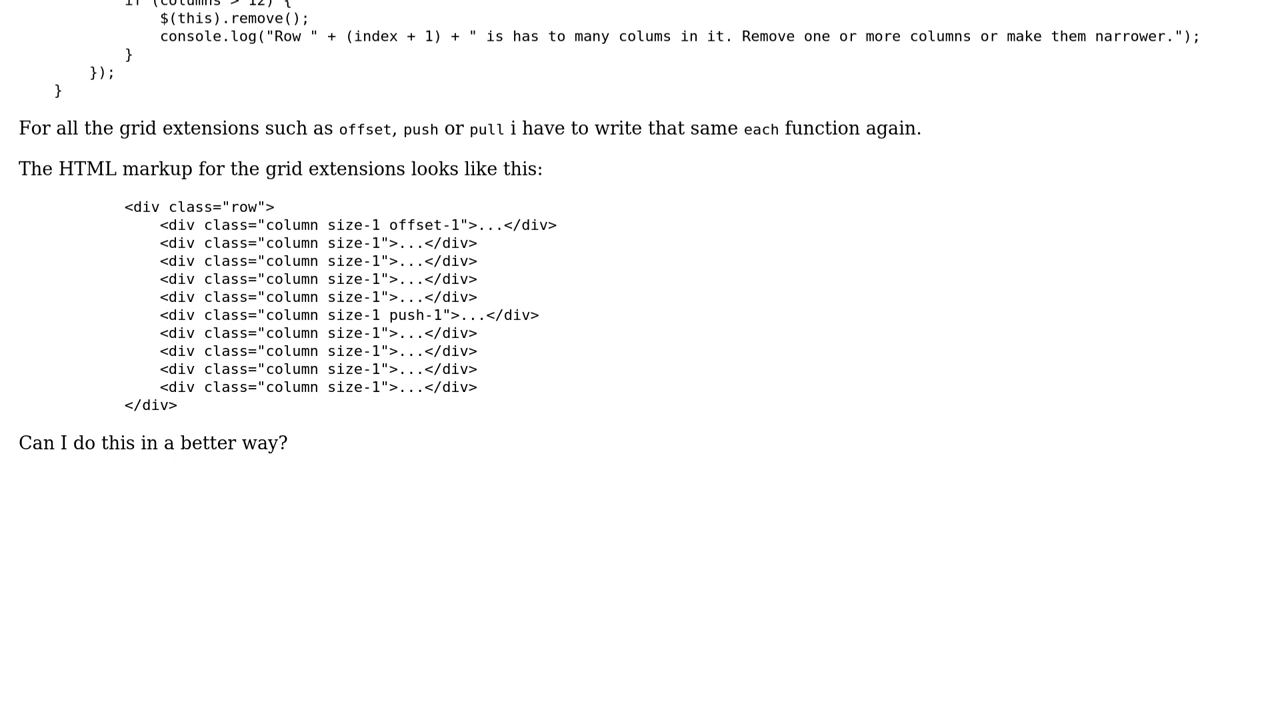 if (columns > 12) {
$(this).remove();
console.log("Row " + (index + 1) + " is has to many colums in it. Remove one or more columns or make them narrower.");
}
});
}
For all the grid extensions such as offset, push or pull i have to write that same each function again.
The HTML markup for the grid extensions looks like this:
<div class="row">
<div class="column size-1 offset-1">...</div>
<div class="column size-1">...</div>
<div class="column size-1">...</div>
<div class="column size-1">...</div>
<div class="column size-1">...</div>
<div class="column size-1 push-1">...</div>
<div class="column size-1">...</div>
<div class="column size-1">...</div>
<div class="column size-1">...</div>
<div class="column size-1">...</div>
</div>
Can I do this in a better way?